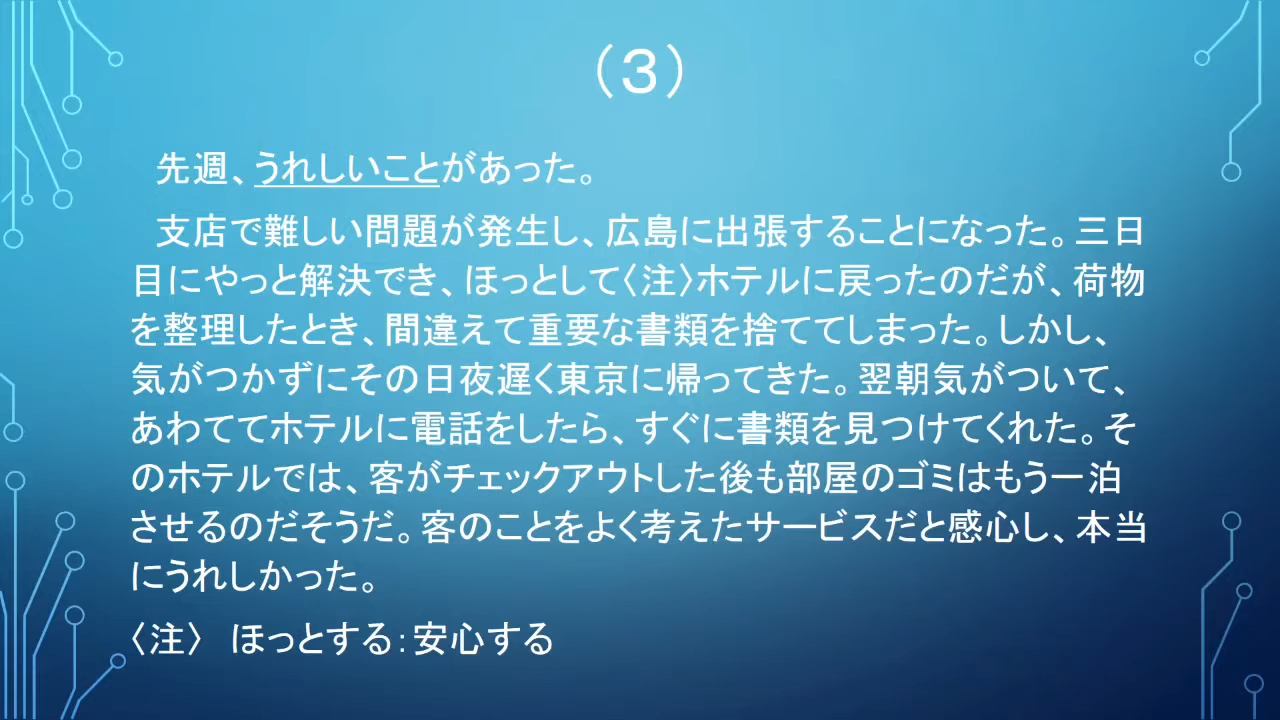 （３）
先週、うれしいことがあった。
支店で難しい問題が発生し、広島に出張することになった。三日
目にやっと解決でき、ほっとして〈注〉ホテルに戻ったのだが、荷物
を整理したとき、間違えて重要な書類を捨ててしまった。しかし、
気がつかずにその日夜遅く東京に帰ってきた。翌朝気がついて、
あわててホテルに電話をしたら、すぐに書類を見つけてくれた。そ
のホテルでは、客がチェックアウトした後も部屋のゴミはもう一泊
させるのだそうだ。客のことをよく考えたサービスだと感心し、本当
にうれしかった。
〈注〉　ほっとする：安心する